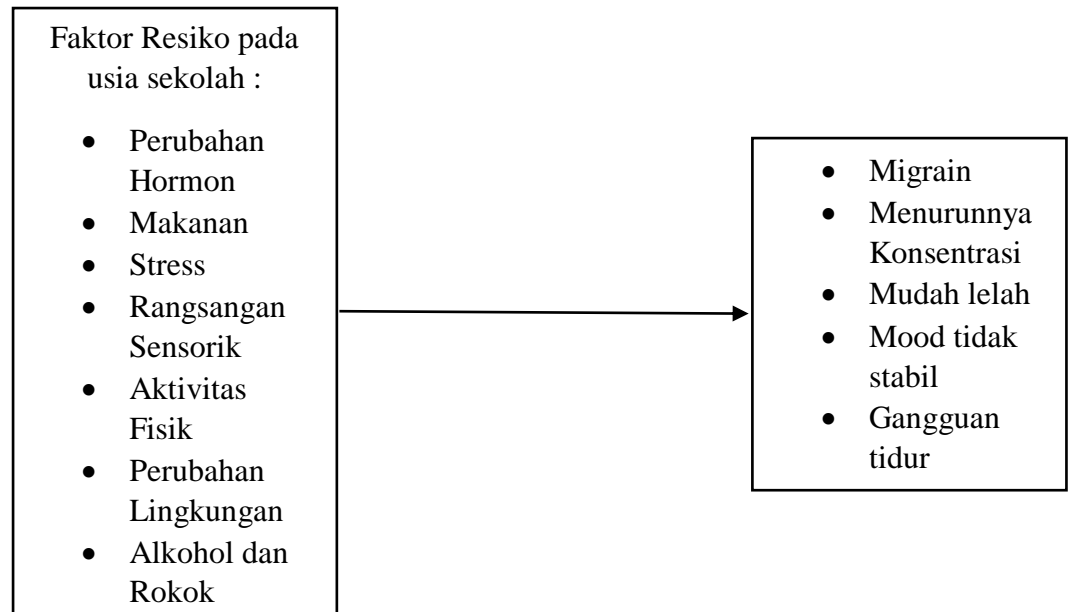 Faktor Resiko pada
usia sekolah :
• Perubahan
Hormon
• Makanan
• Stress
• Rangsangan
Sensorik
• Aktivitas
Fisik
• Perubahan
Lingkungan
• Alkohol dan
Rokok
• Migrain
• Menurunnya
Konsentrasi
• Mudah lelah
• Mood tidak
stabil
• Gangguan
tidur